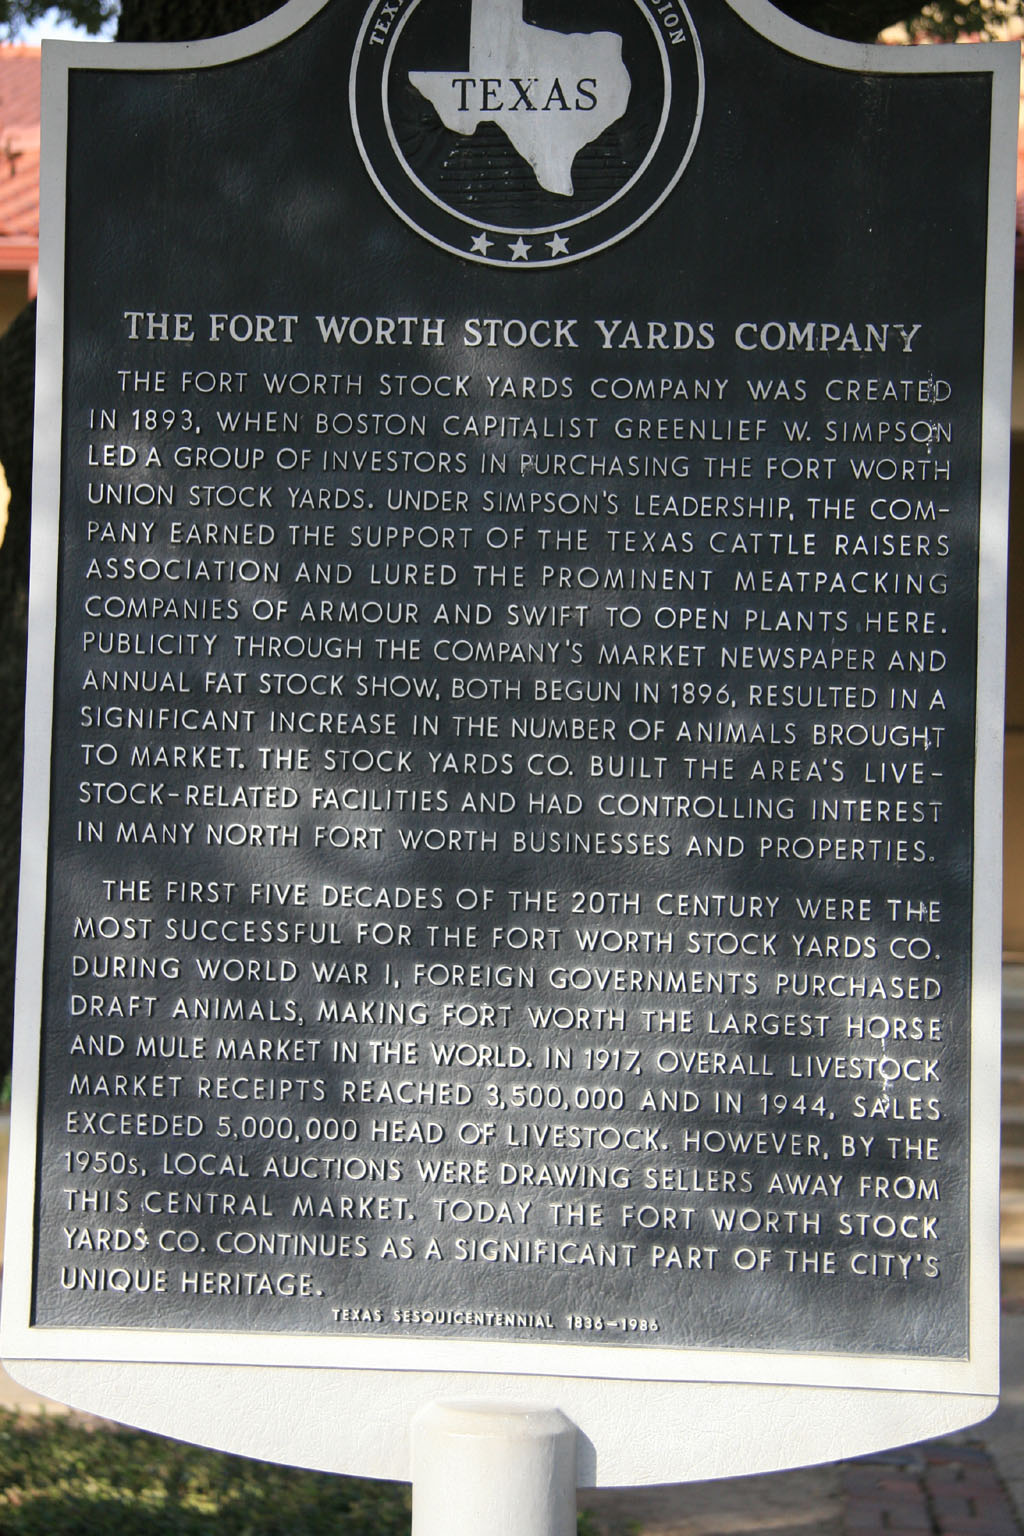 TEXAS
THE FORT WORTH STOCK YARDS COMPANY
THE FORT WORTH STOCK YARDS COMPANY WAS CREATED
IN 1893, WHEN BOSTON CAPITALIST GREENLIEF W. SIMPSON
LED A GROUP OF INVESTORS IN PURCHASING THE FORT WORTH
UNION STOCK YARDS. UNDER SIMPSON'S LEADERSHIP, THE COM-
PANY EARNED THE SUPPORT OF THE TEXAS CATTLE RAISERS
ASSOCIATION AND LURED THE PROMINENT MEATPACKING
COMPANIES OF ARMOUR AND SWIFT TO OPEN PLANTS HERE.
PUBLICITY THROUGH THE COMPANY'S MARKET NEWSPAPER AND
ANNUAL FAT STOCK SHOW, BOTH BEGUN IN 1896, RESULTED IN A
SIGNIFICANT INCREASE IN THE NUMBER OF ANIMALS BROUGHT
TO MARKET. THE STOCK YARDS CO. BUILT THE AREA'S LIVE-
STOCK-RELATED FACILITIES AND HAD CONTROLLING INTEREST
IN MANY NORTH FORT WORTH BUSINESSES AND PROPERTIES.
THE FIRST FIVE DECADES OF THE 20TH CENTURY WERE THE
MOST SUCCESSFUL FOR THE FORT WORTH STOCK YARDS CO.
DURING WORLD WAR I, FOREIGN GOVERNMENTS PURCHASED
DRAFT ANIMALS, MAKING FORT WORTH THE LARGEST HORSE
AND MULE MARKET IN THE WORLD. IN 1917, OVERALL LIVESTOCK
MARKET RECEIPTS REACHED 3,500,000 AND IN 1944, SALES
EXCEEDED 5,000,000 HEAD OF LIVESTOCK. HOWEVER, BY THE
1950s, LOCAL AUCTIONS WERE DRAWING SELLERS AWAY FROM
THIS CENTRAL MARKET. TODAY THE FORT WORTH STOCK
YARDS CO. CONTINUES AS A SIGNIFICANT PART OF THE CITY'S
UNIQUE HERITAGE.
TEXAS SESQUICENTENNIAL 1836-1986